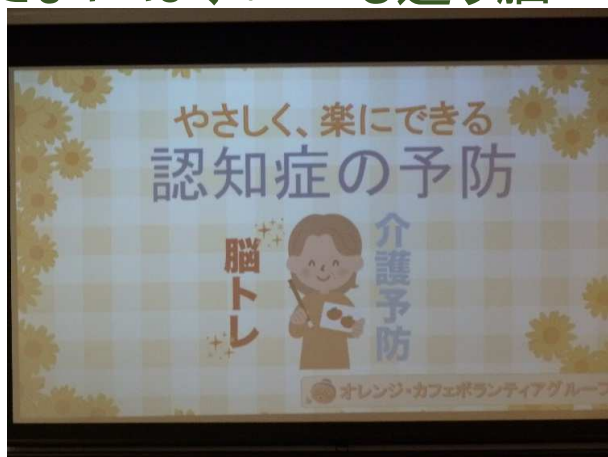 やさしく、楽にできる
認知症の予防
脳トレ
介護予防
オレンジ・カフェボランティアグループ